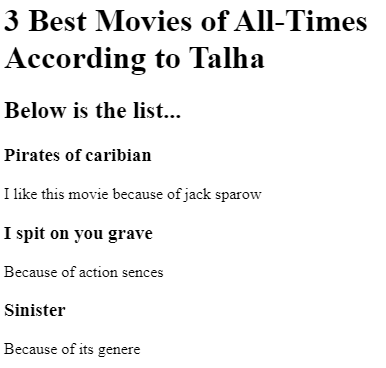 3 Best Movies of All-Times
According to Talha
Below is the list...
Pirates of caribian
I like this movie because of jack sparow
I spit on you grave
Because of action sences
Sinister
Because of its genere